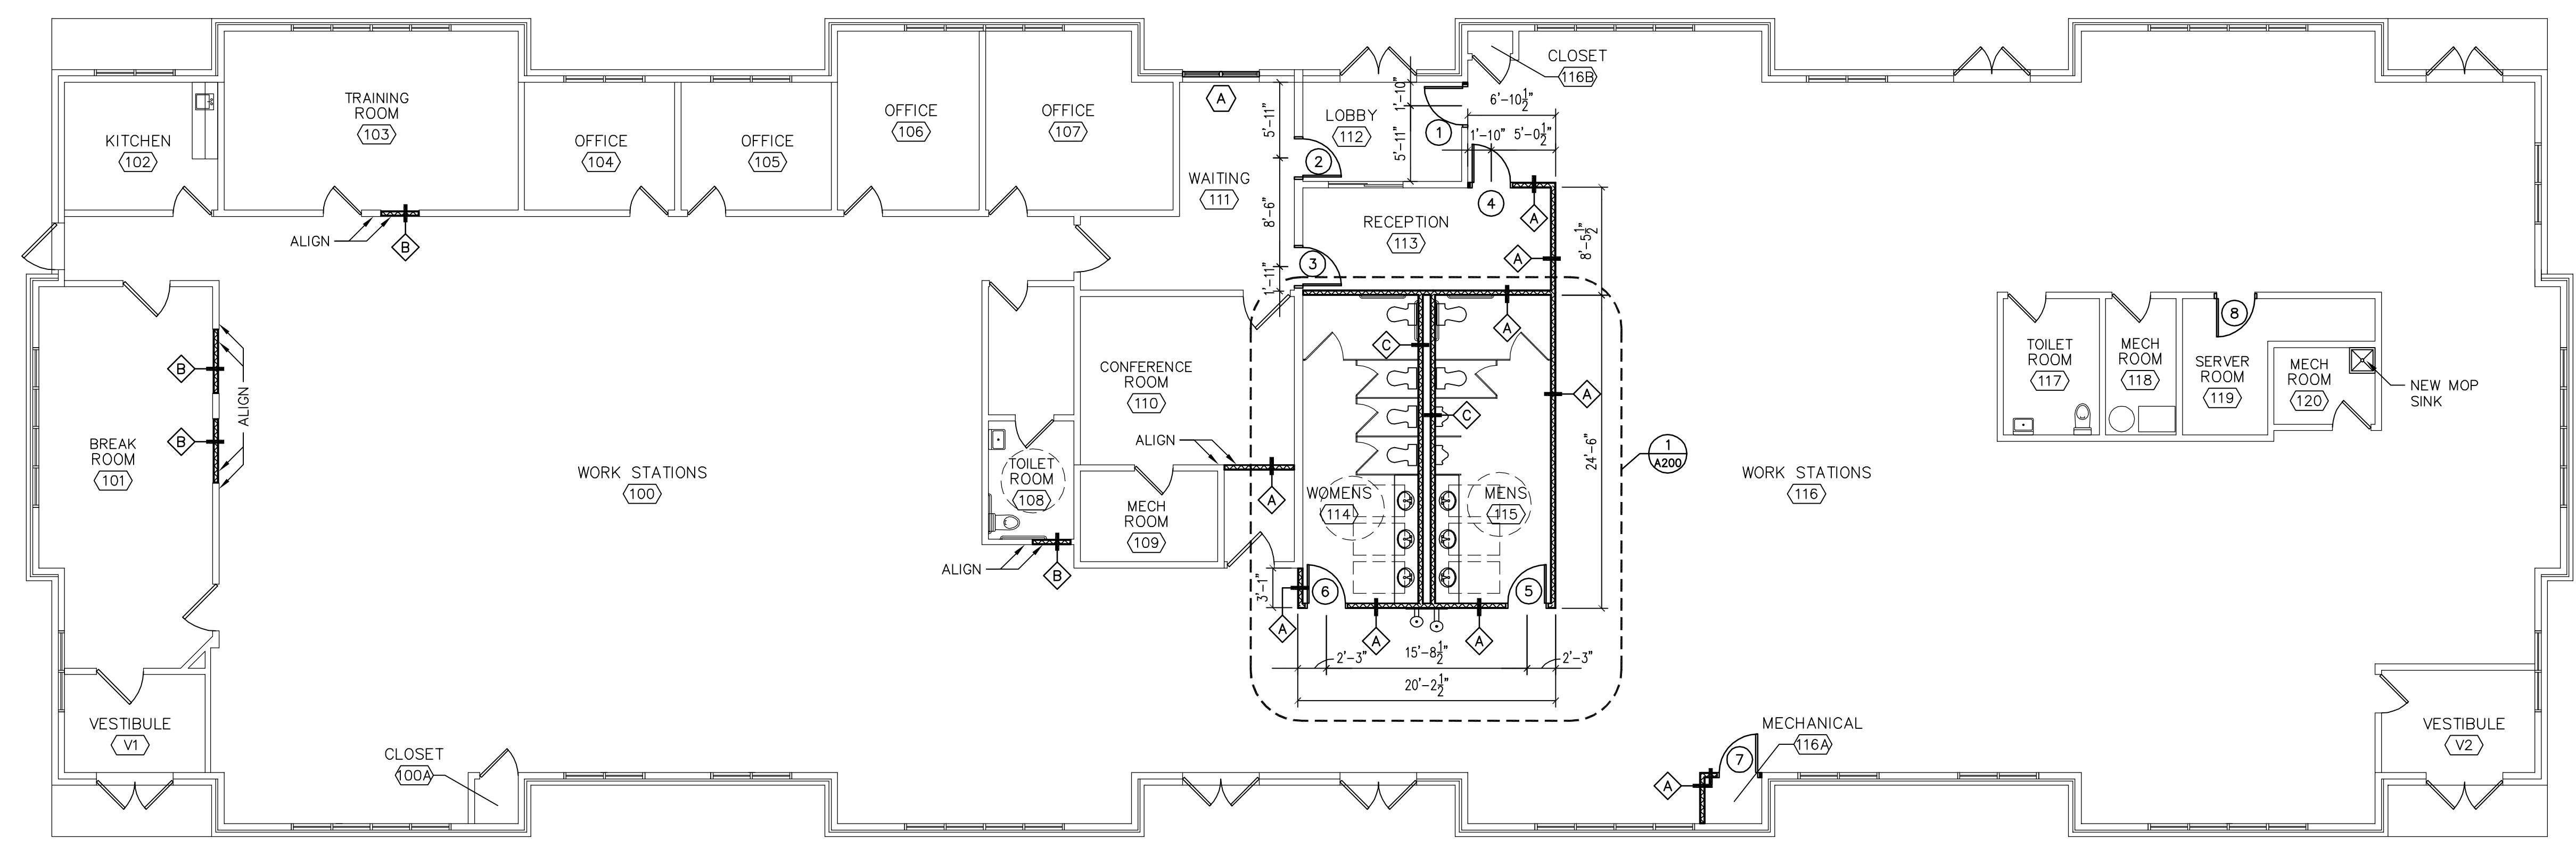 CLOSET
116B
KITCHEN
102
TRAINING
ROOM
103
OFFICE
104
OFFICE
105
OFFICE
106
OFFICE
107
A
5'-11"
LOBBY
112
1'-10"
5'-11"
1
6'-10 1/2"
1'-10"
5'-0 1/2"
2
WAITING
111
8'-6"
4
A
RECEPTION
113
A
8'-5 1/2"
3
1'-11"
ALIGN
B
B
B
ALIGN
BREAK
ROOM
101
WORK STATIONS
100
CONFERENCE
ROOM
110
ALIGN
A
TOILET
ROOM
108
MECH
ROOM
109
ALIGN
B
C
A
C
A
24'-6"
1
A200
WOMENS
114
MENS
115
3'-1"
6
5
A
A
A
2'-3"
15'-8 1/2"
2'-3"
20'-2 1/2"
8
TOILET
ROOM
117
MECH
ROOM
118
SERVER
ROOM
119
MECH
ROOM
120
NEW MOP
SINK
WORK STATIONS
116
VESTIBULE
V1
CLOSET
100A
MECHANICAL
116A
7
A
VESTIBULE
V2